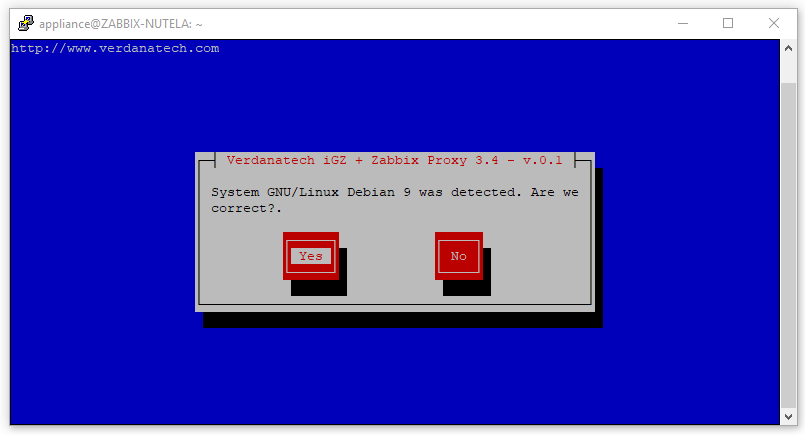 appliance@ZABBIX-NUTELA: ~
http://www.verdanatech.com
Verdanatech iGZ + Zabbix Proxy 3.4 - v.0.1
System GNU/Linux Debian 9 was detected. Are we
correct?.
Yes No